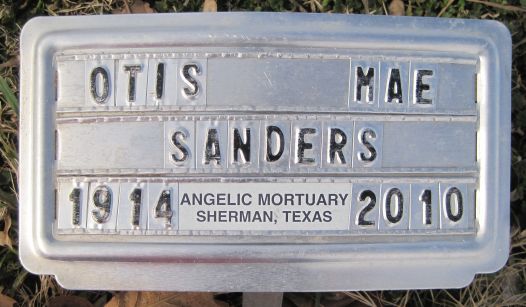 OTIS MAE
SANDERS
1914 ANGELIC MORTUARY SHERMAN, TEXAS 2010